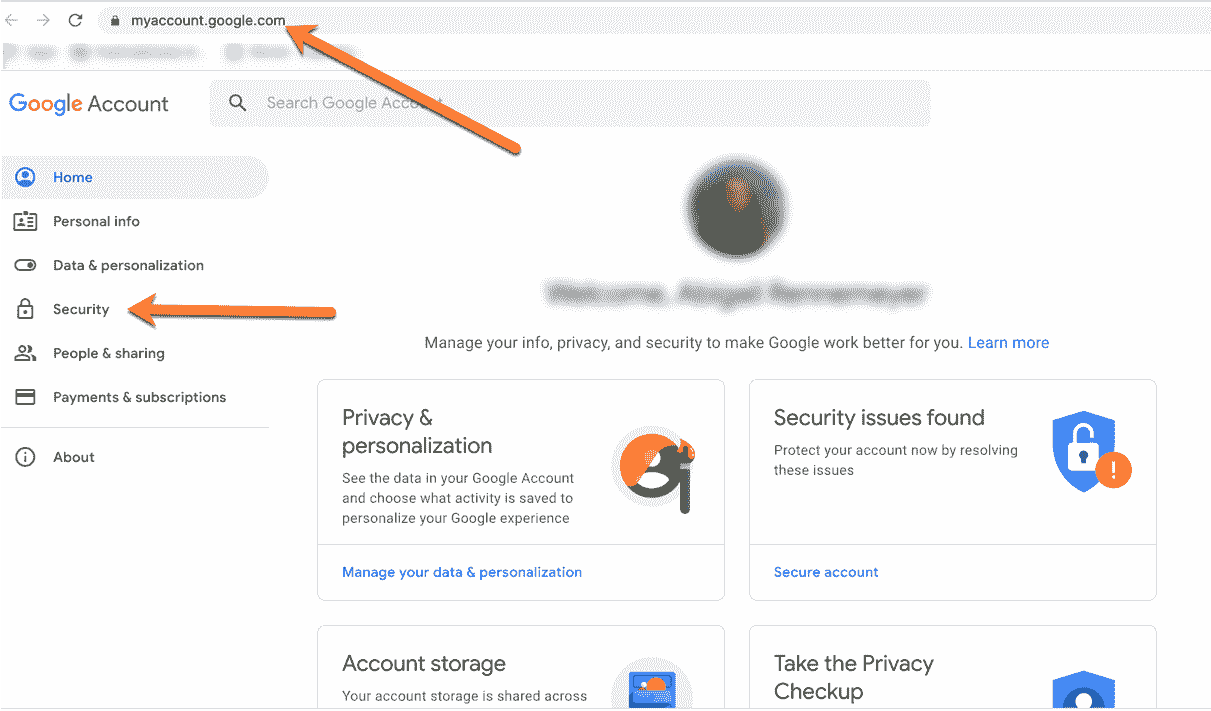 myaccount.google.com
Google Account
Search Google Account
Home
Personal info
Data & personalization
Security
People & sharing
Payments & subscriptions
About
Manage your info, privacy, and security to make Google work better for you. Learn more
Privacy &
personalization
See the data in your Google Account
and choose what activity is saved to
personalize your Google experience
Manage your data & personalization
Security issues found
Protect your account now by resolving
these issues
Secure account
Account storage
Your account storage is shared across
Take the Privacy
Checkup